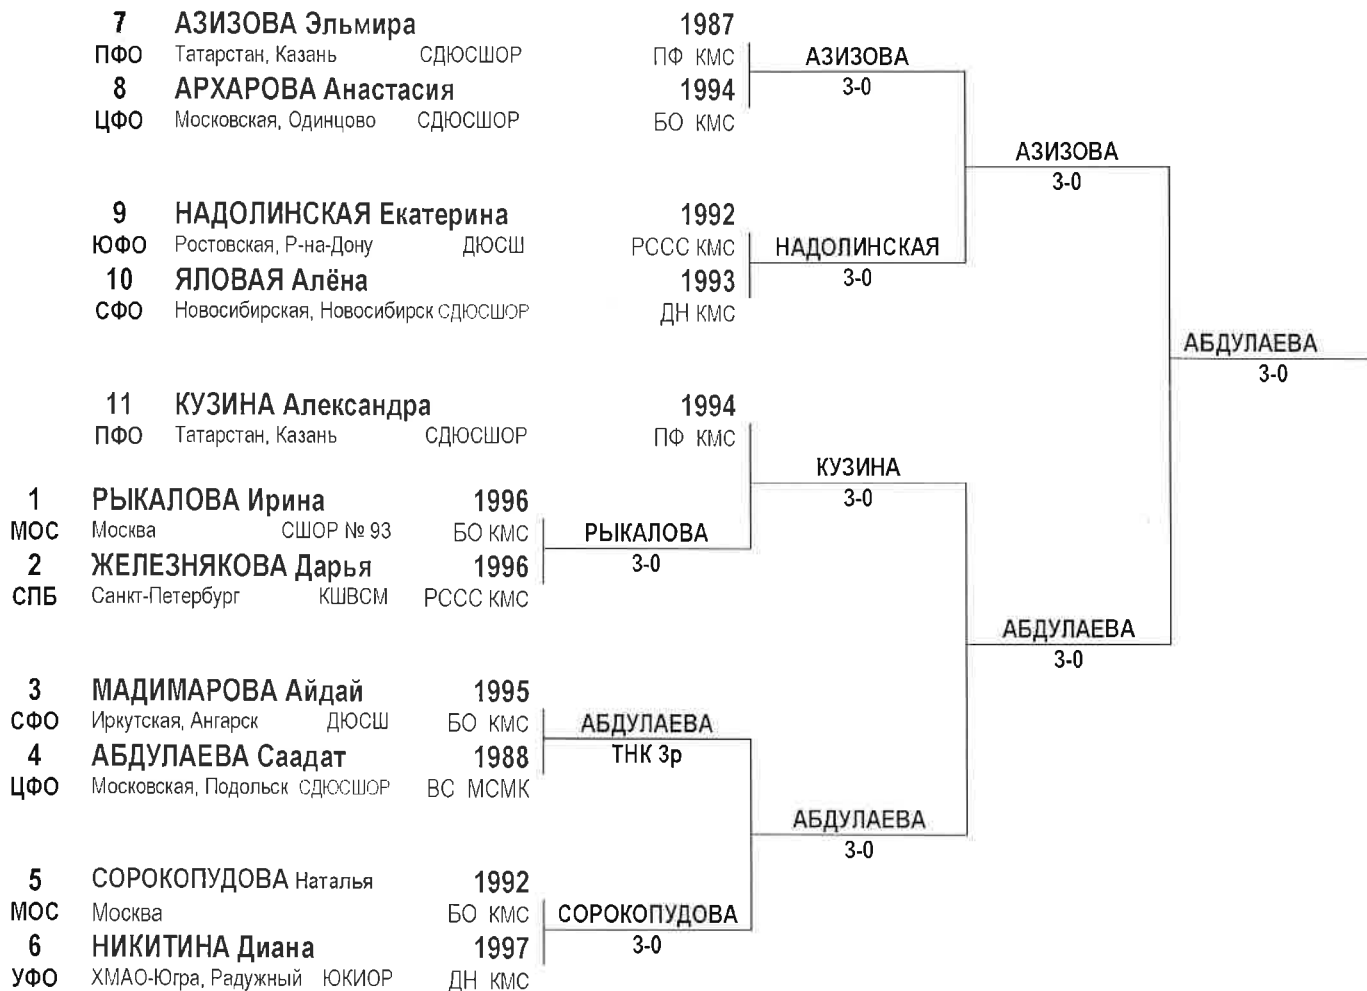 7 АЗИЗОВА Эльмира 1987
ПФО Татарстан, Казань СДЮСШОР ПФ КМС
АЗИЗОВА
3-0
8 АРХАРОВА Анастасия 1994
ЦФО Московская, Одинцово СДЮСШОР БО КМС
АЗИЗОВА
3-0
9 НАДОЛИНСКАЯ Екатерина 1992
ЮФО Ростовская, Р-на-Дону ДЮСШ РССС КМС
НАДОЛИНСКАЯ
3-0
10 ЯЛОВАЯ Алёна 1993
СФО Новосибирская, Новосибирск СДЮСШОР ДН КМС
АБДУЛАЕВА
3-0
11 КУЗИНА Александра 1994
ПФО Татарстан, Казань СДЮСШОР ПФ КМС
КУЗИНА
3-0
1 РЫКАЛОВА Ирина 1996
МОС Москва СШОР № 93 БО КМС
РЫКАЛОВА
3-0
2 ЖЕЛЕЗНЯКОВА Дарья 1996
СПБ Санкт-Петербург КШВСМ РССС КМС
АБДУЛАЕВА
3-0
3 МАДИМАРОВА Айдай 1995
СФО Иркутская, Ангарск ДЮСШ БО КМС
АБДУЛАЕВА
ТНК 3р
4 АБДУЛАЕВА Саадат 1988
ЦФО Московская, Подольск СДЮСШОР ВС МСМК
АБДУЛАЕВА
3-0
5 СОРОКОПУДОВА Наталья 1992
МОС Москва БО КМС
СОРОКОПУДОВА
3-0
6 НИКИТИНА Диана 1997
УФО ХМАО-Югра, Радужный ЮКИОР ДН КМС